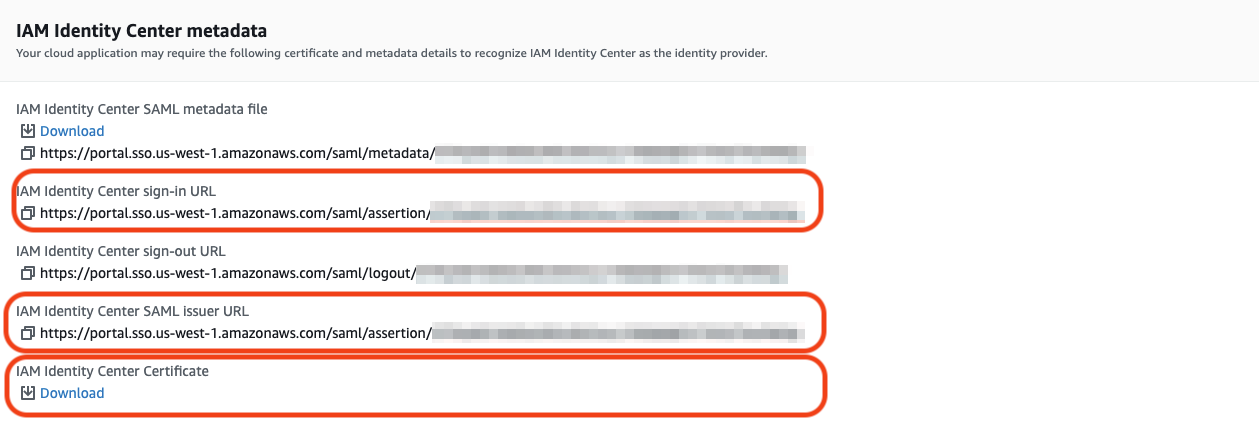 IAM Identity Center metadata
Your cloud application may require the following certificate and metadata details to recognize IAM Identity Center as the identity provider.
IAM Identity Center SAML metadata file
Download
https://portal.sso.us-west-1.amazonaws.com/saml/metadata/
IAM Identity Center sign-in URL
https://portal.sso.us-west-1.amazonaws.com/saml/assertion/
IAM Identity Center sign-out URL
https://portal.sso.us-west-1.amazonaws.com/saml/logout/
IAM Identity Center SAML issuer URL
https://portal.sso.us-west-1.amazonaws.com/saml/assertion/
IAM Identity Center Certificate
Download